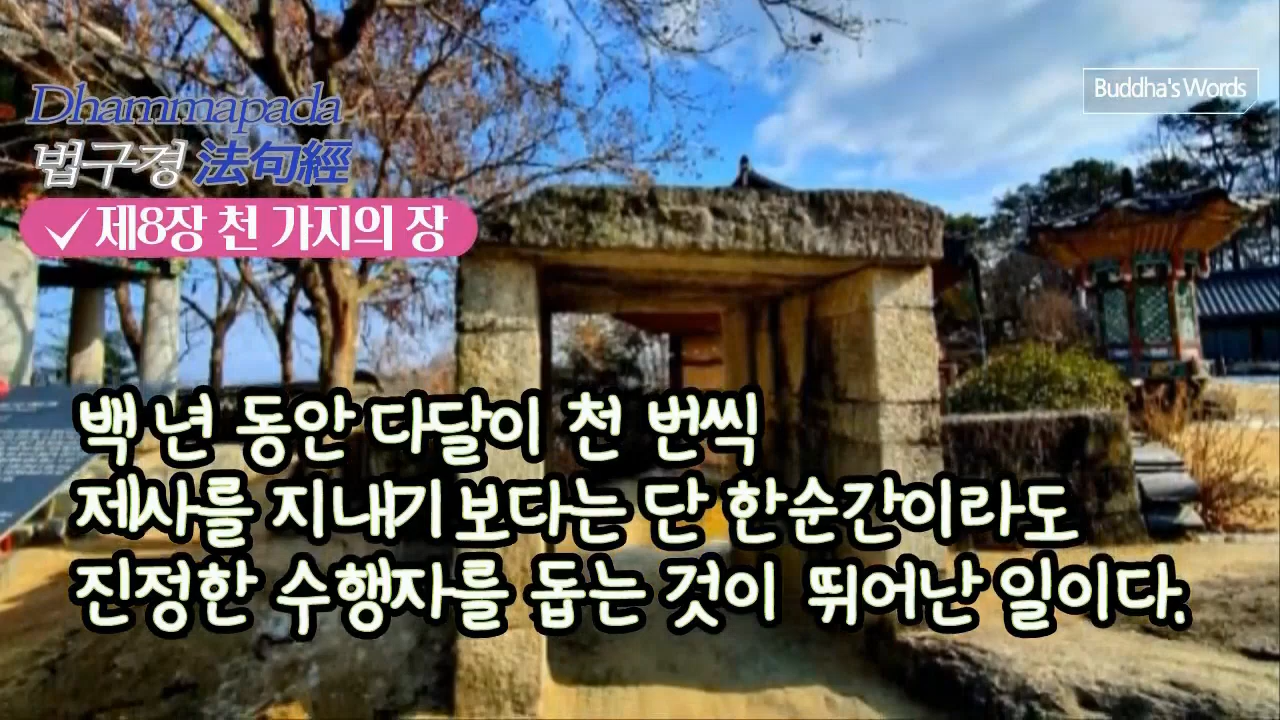 Dhammapada
법구경 法句經
제8장 천 가지의 장
Buddha's Words
백 년 동안 다달이 천 번씩
제사를 지내기 보다는 단 한순간이라도
진정한 수행자를 돕는 것이 뛰어난 일이다.